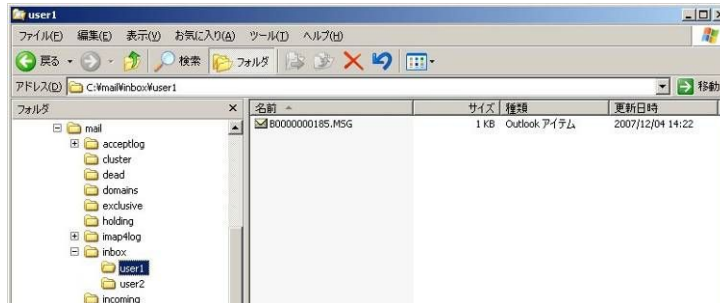 user1
ファイル(F) 編集(E) 表示(V) お気に入り(A) ツール(T) ヘルプ(H)
戻る 検索 フォルダ
アドレス(D) C:¥mail¥inbox¥user1 移動
フォルダ × 名前 サイズ 種類 更新日時
mail B0000000185.MSG 1 KB Outlook アイテム 2007/12/04 14:22
acceptlog
cluster
dead
domains
exclusive
holding
imap4log
inbox
user1
user2
incoming